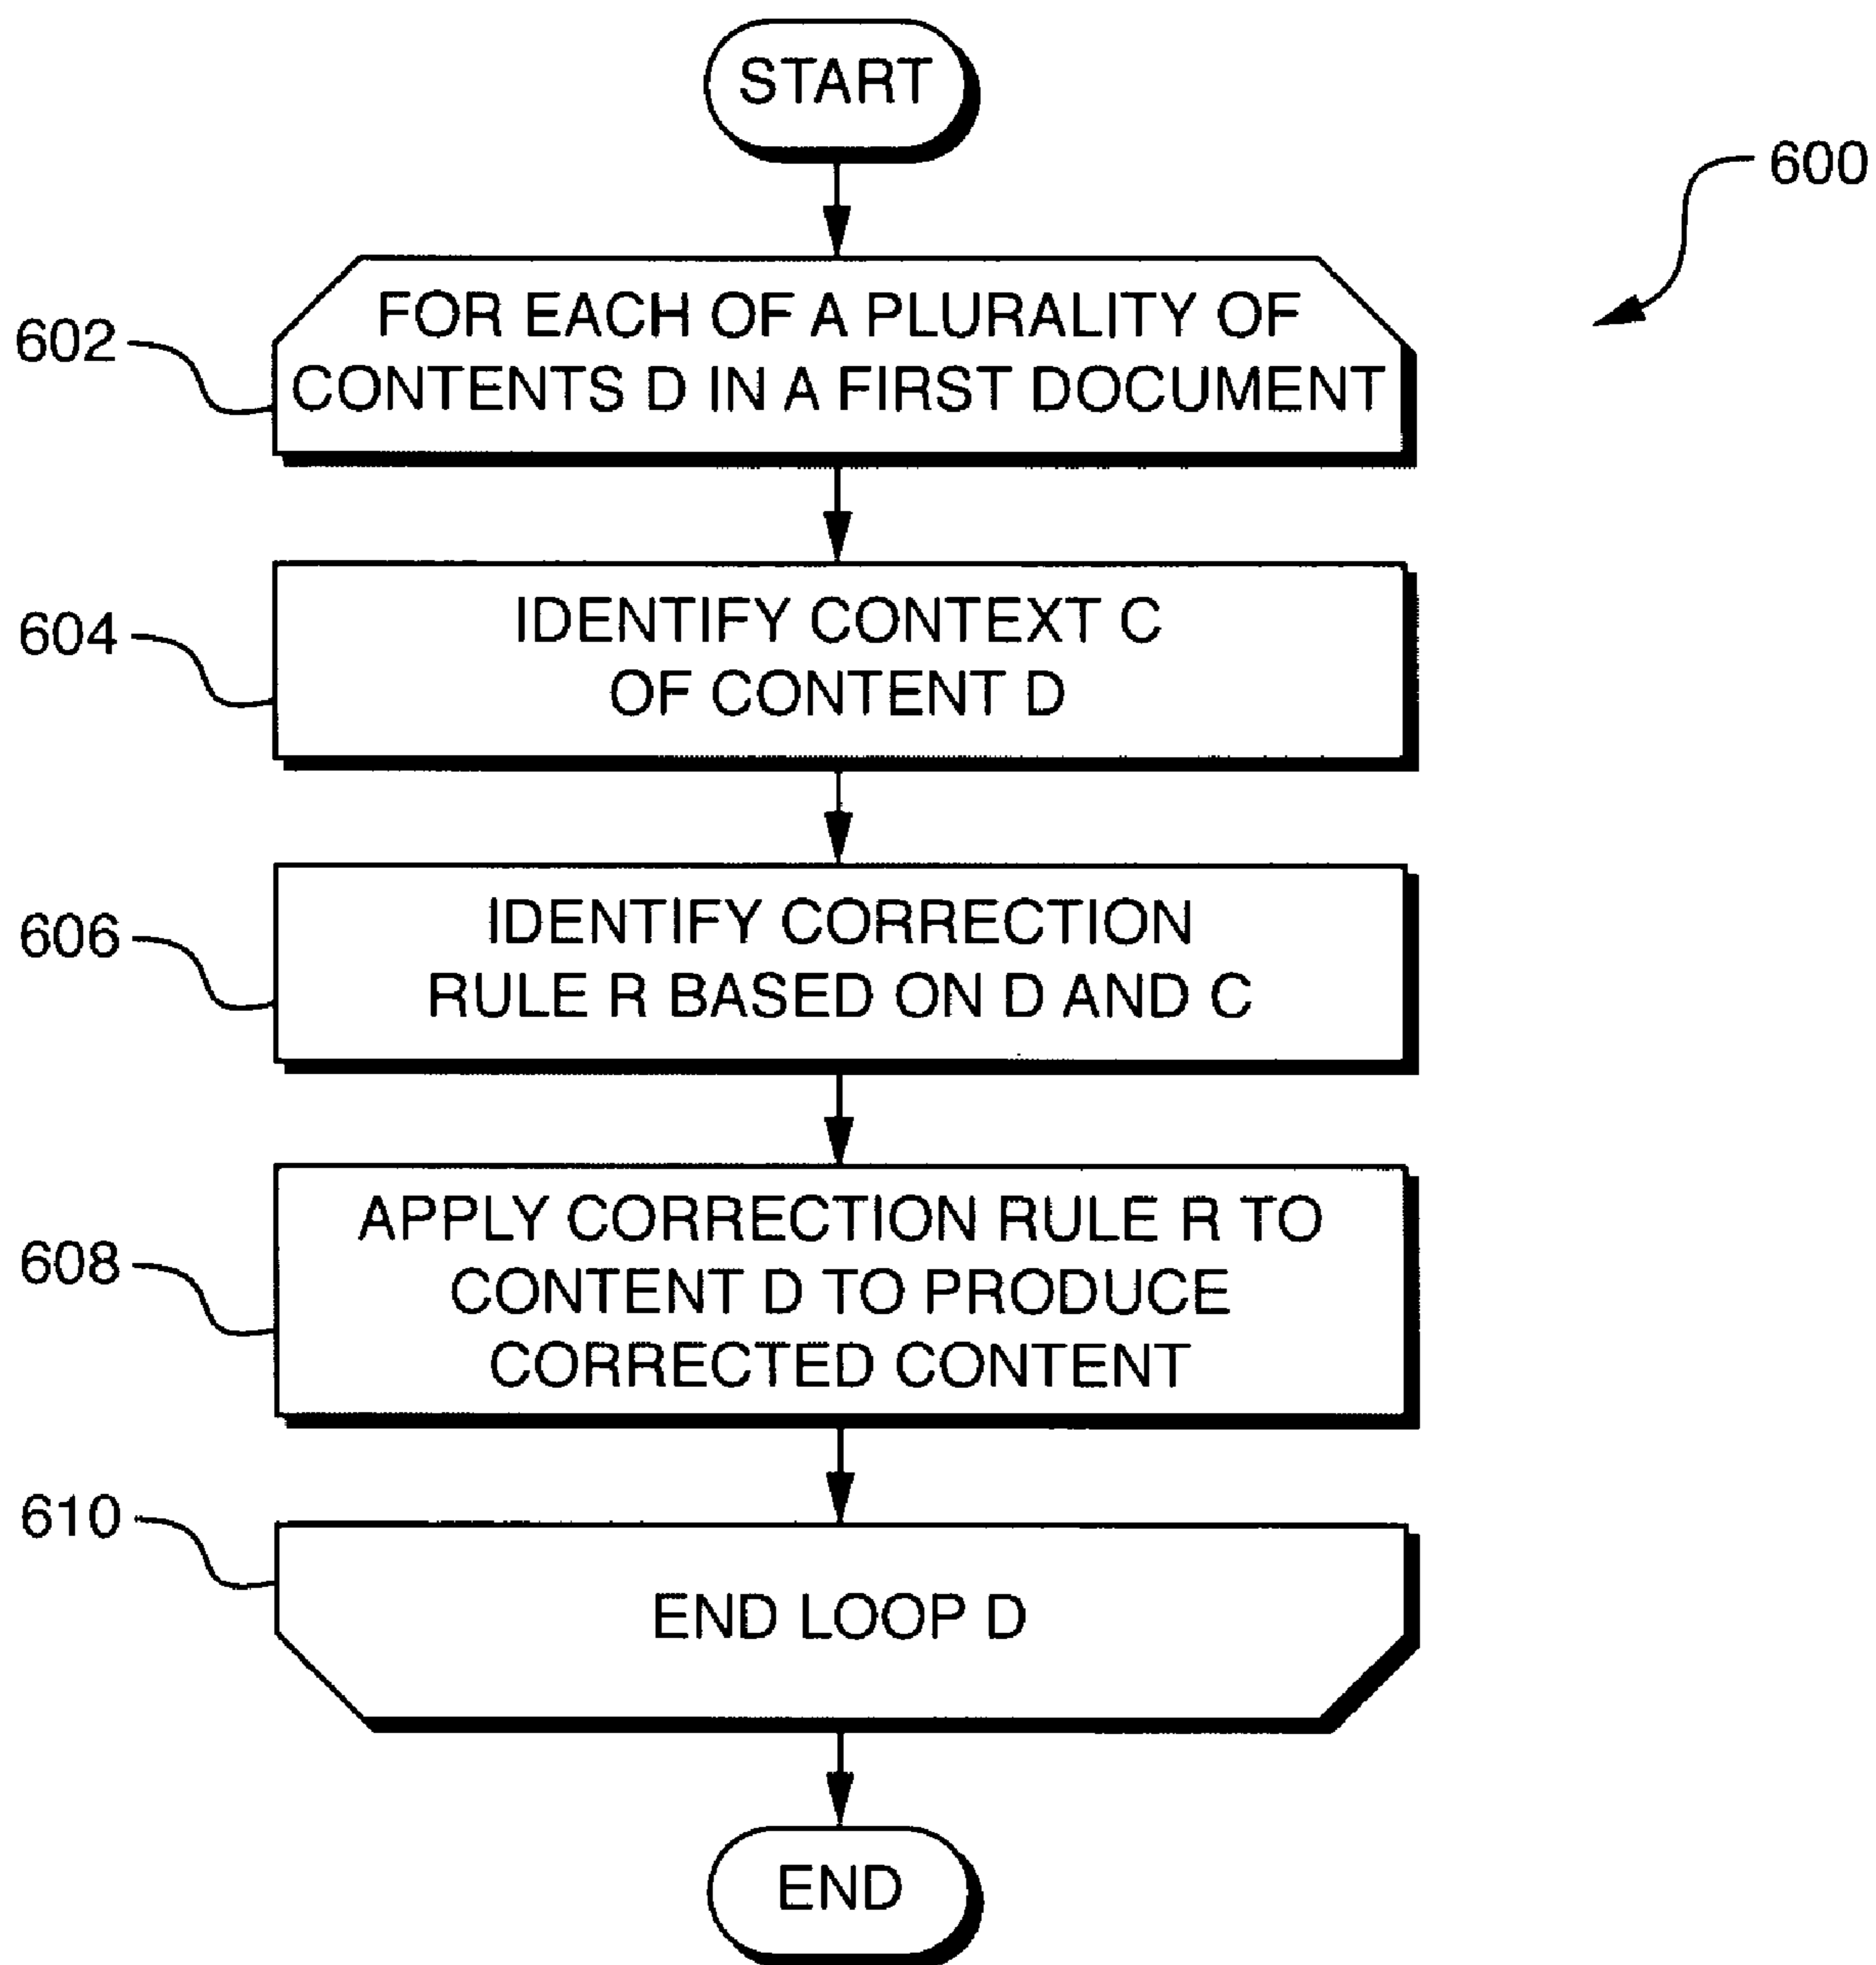 START
600
602
FOR EACH OF A PLURALITY OF
CONTENTS D IN A FIRST DOCUMENT
604
IDENTIFY CONTEXT C
OF CONTENT D
606
IDENTIFY CORRECTION
RULE R BASED ON D AND C
608
APPLY CORRECTION RULE R TO
CONTENT D TO PRODUCE
CORRECTED CONTENT
610
END LOOP D
END